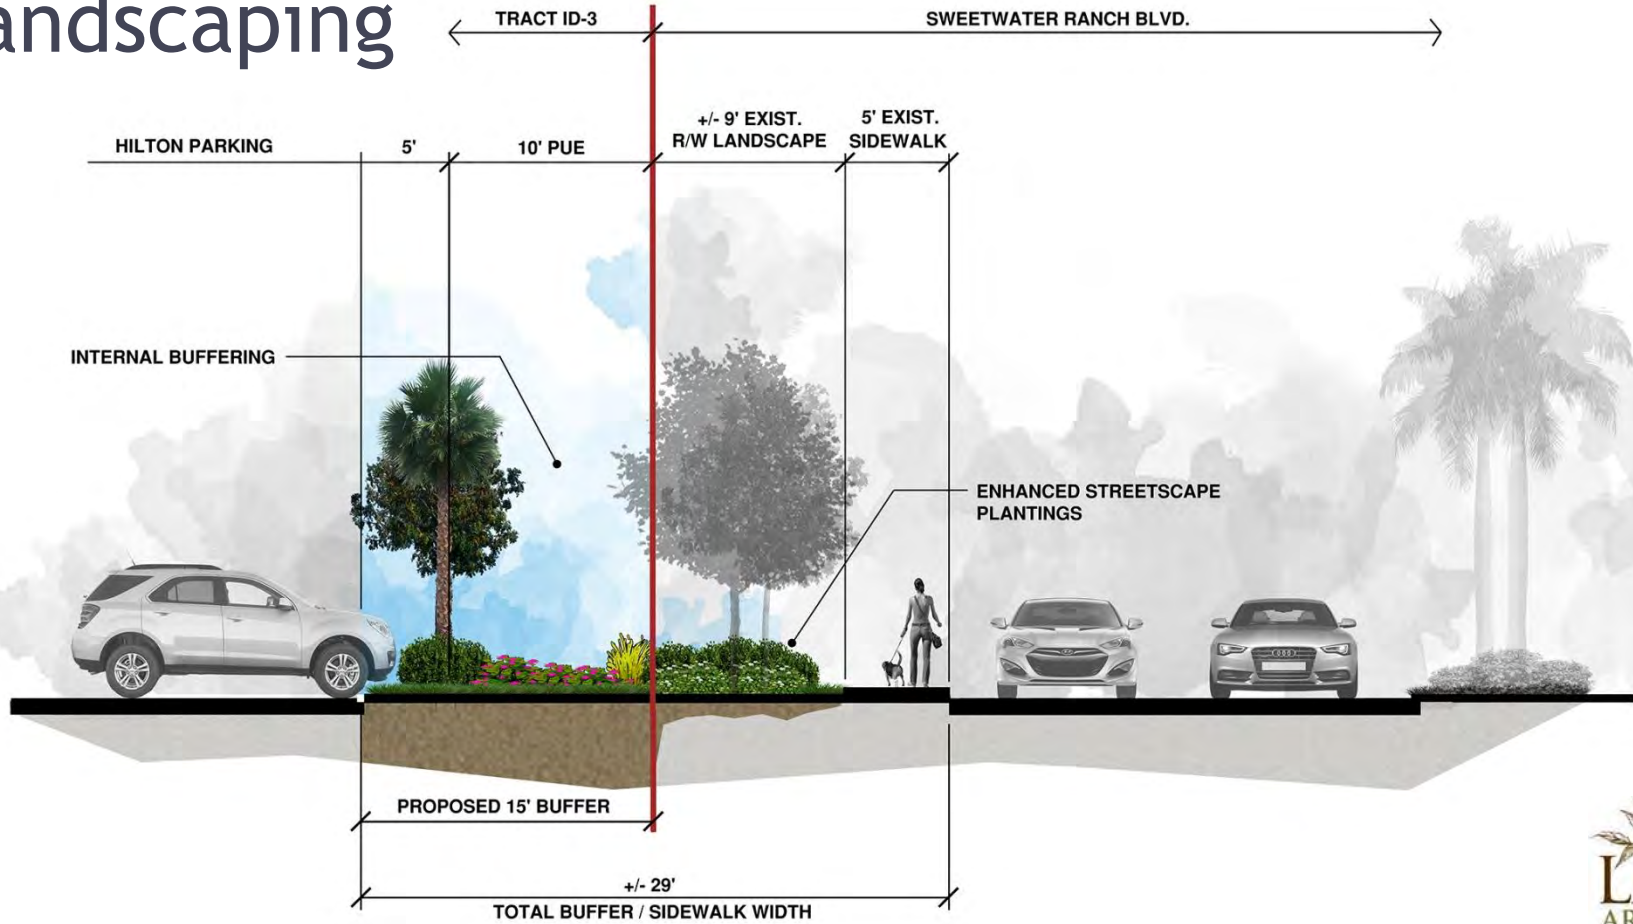 andscaping
TRACT ID-3
SWEETWATER RANCH BLVD.
HILTON PARKING
5'
10' PUE
+/- 9' EXIST.
R/W LANDSCAPE
5' EXIST.
SIDEWALK
INTERNAL BUFFERING
ENHANCED STREETSCAPE
PLANTINGS
PROPOSED 15' BUFFER
+/- 29'
TOTAL BUFFER / SIDEWALK WIDTH